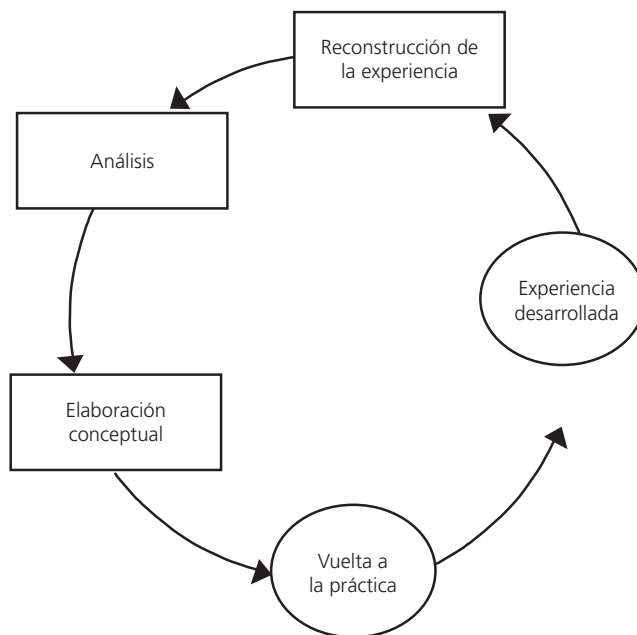 Reconstrucción de
la experiencia
Análisis
Experiencia
desarrollada
Elaboración
conceptual
Vuelta a
la práctica